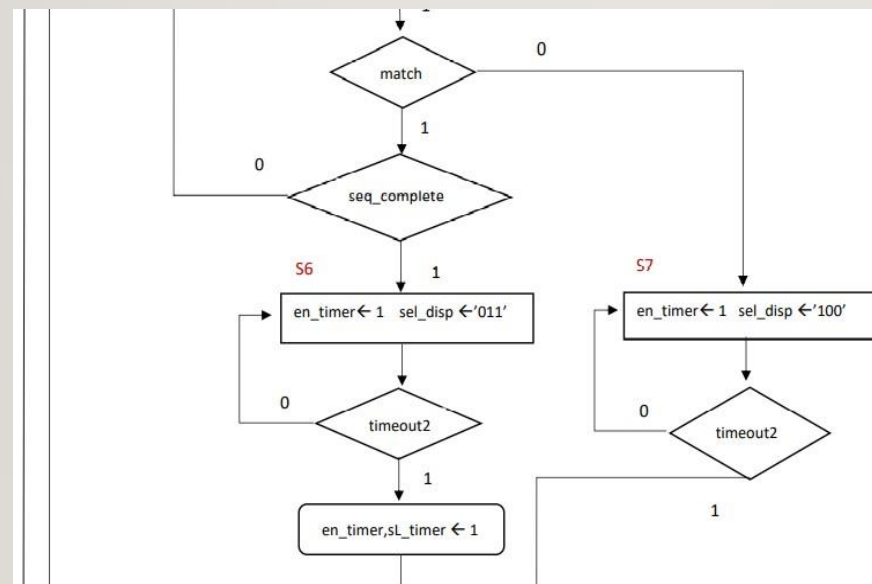 1
match
0
1
0
seq_complete
S6
1
S7
en_timer← 1 sel_disp ←'011'
en_timer← 1 sel_disp ←'100'
0
timeout2
0
timeout2
1
1
en_timer,sL_timer ← 1